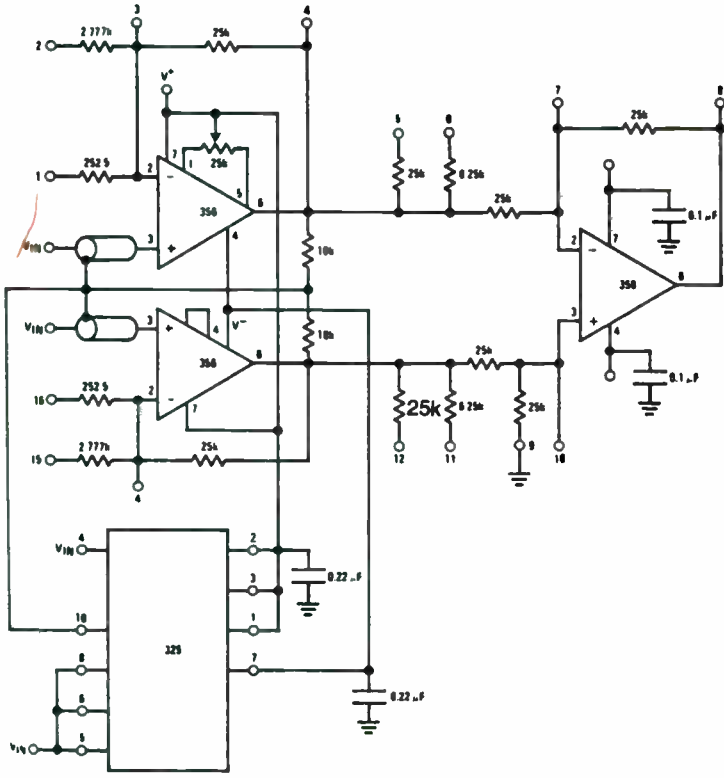 3
4
2 2 777k
25k
V+
5 6 7 8
25k
7 1 25k
1 252 5 2 − 5
25k 6 25k 25k
356 6
0.1 µF
VIN 3 + 4
7
2 −
10k
358 6
3 +
4
VIN 3 + 4 V−
10k
356 6
25k
0.1 µF
16 252 5 2 −
7
25k 6 25k 25k
15 2 777k 25k
12 11 9 10
4
VIN 4 2
0.22 µF
3
10 1
325
8 7
0.22 µF
6
VIN 5